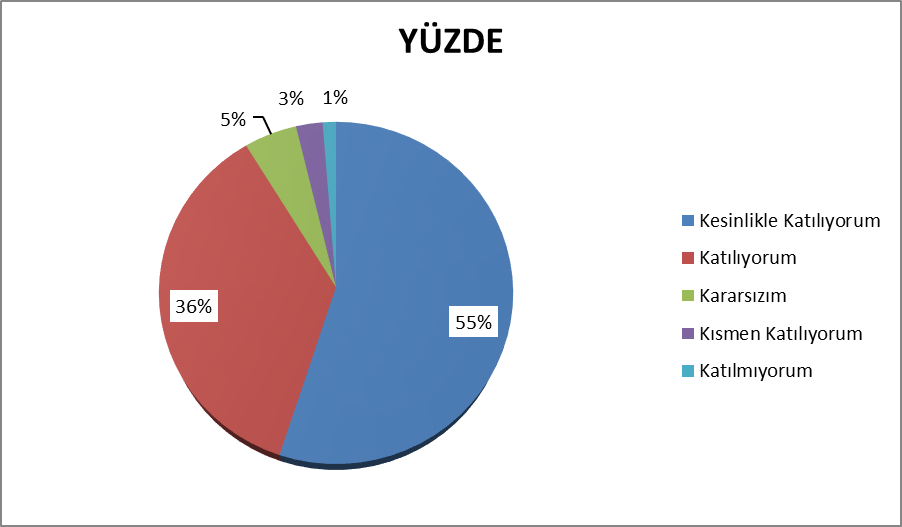 YÜZDE
5%
3%
1%
36%
55%
Kesinlikle Katılıyorum
Katılıyorum
Kararsızım
Kısmen Katılıyorum
Katılmıyorum